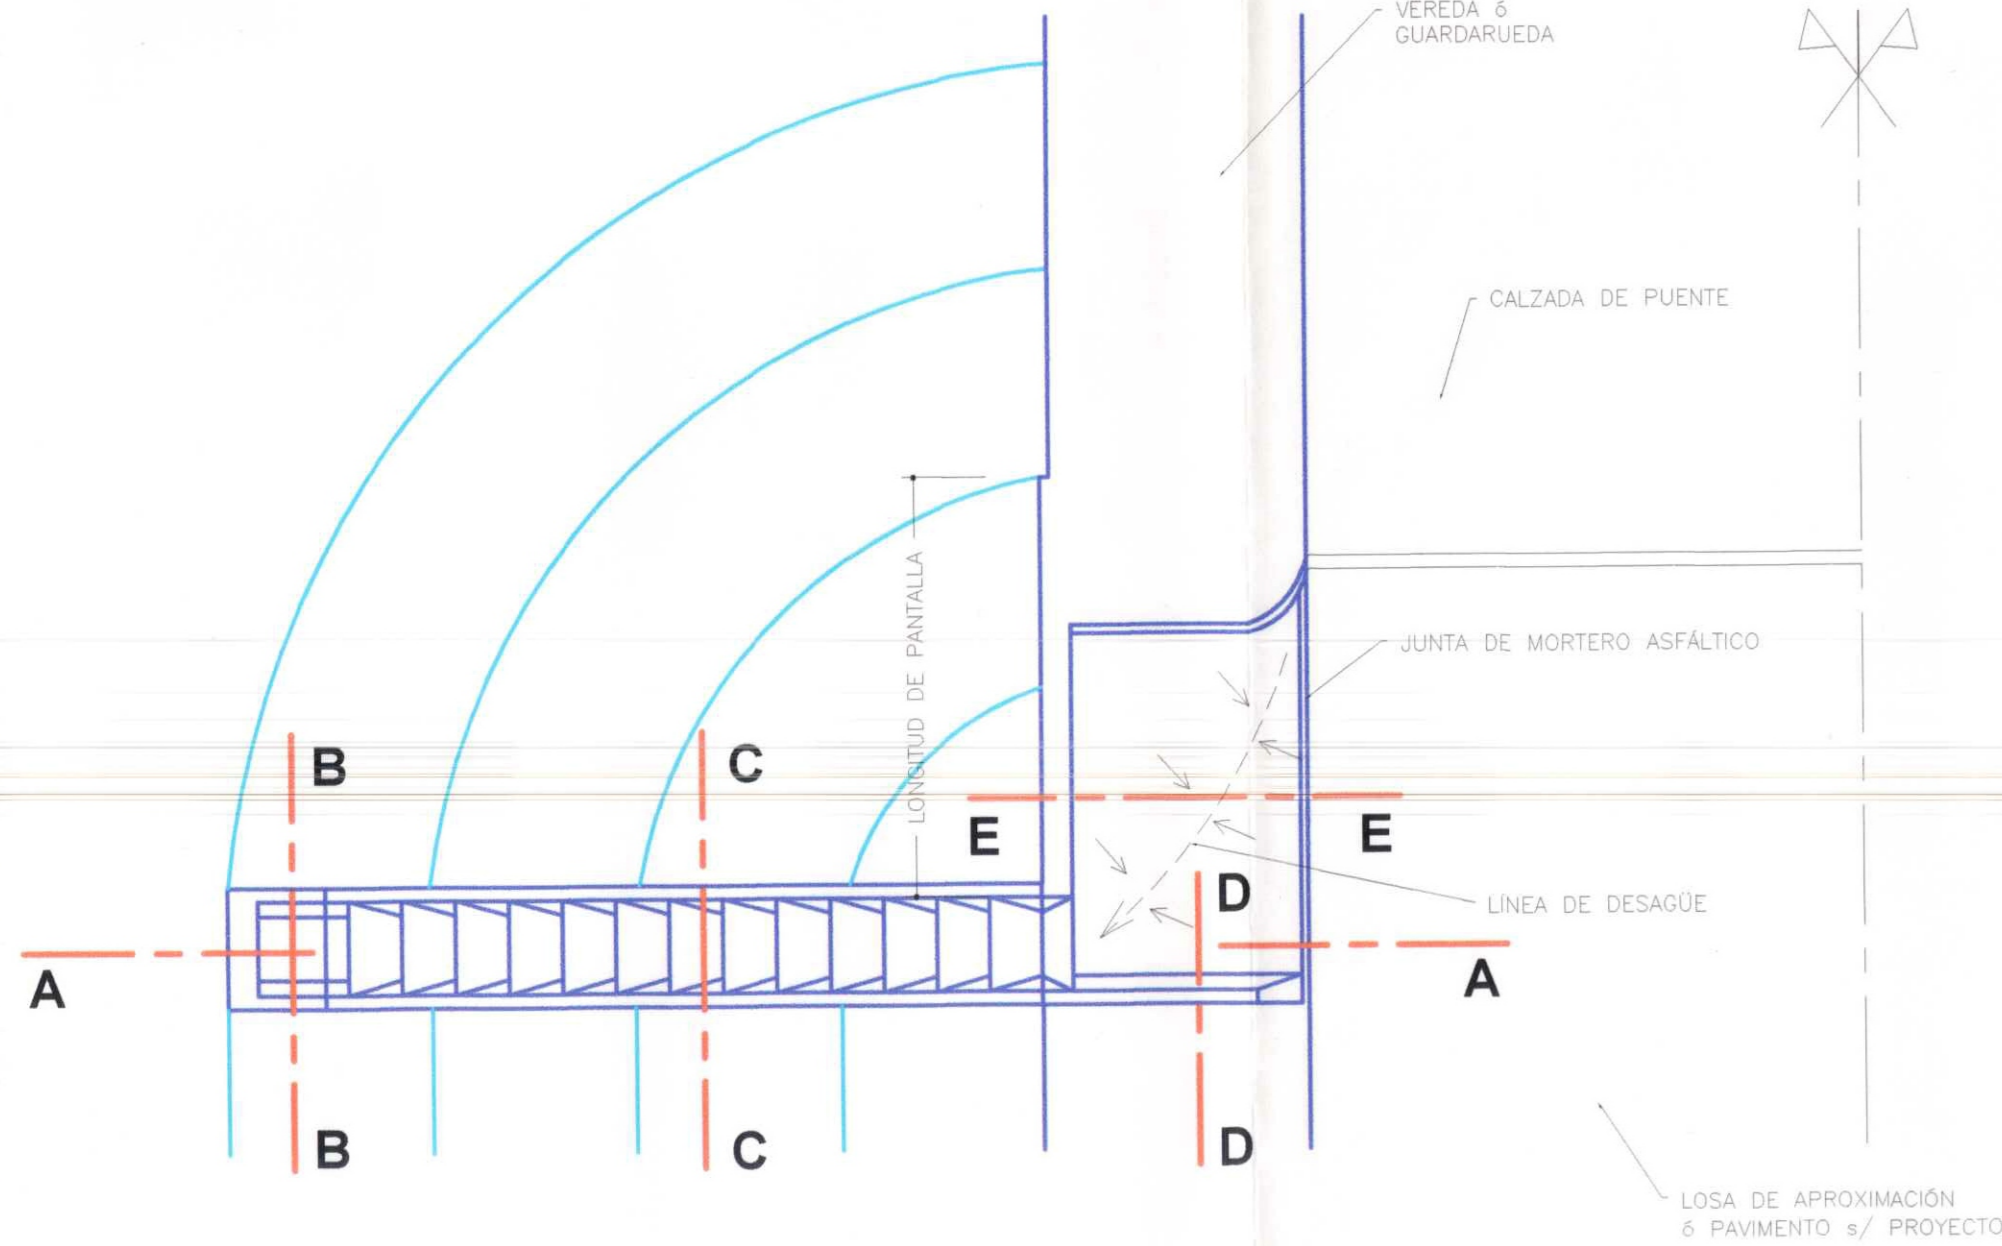 VEREDA ó
GUARDARUEDA
CALZADA DE PUENTE
LONGITUD DE PANTALLA
JUNTA DE MORTERO ASFÁLTICO
B
C
E
E
D
LÍNEA DE DESAGÜE
A
A
B
C
D
LOSA DE APROXIMACIÓN
ó PAVIMENTO s/ PROYECTO